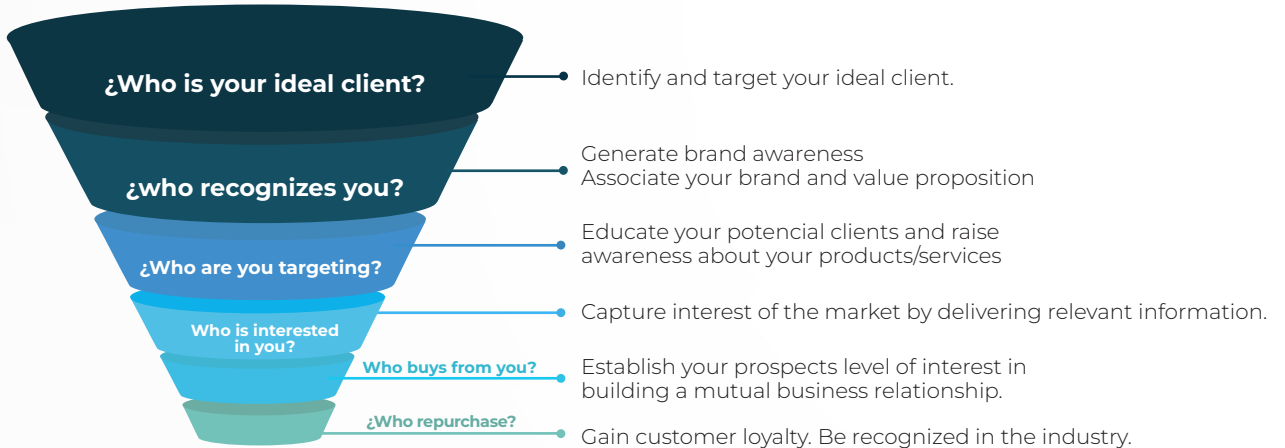 ¿Who is your ideal client?
Identify and target your ideal client.
¿who recognizes you?
Generate brand awareness
Associate your brand and value proposition
¿Who are you targeting?
Educate your potencial clients and raise
awareness about your products/services
Who is interested
in you?
Capture interest of the market by delivering relevant information.
Who buys from you?
Establish your prospects level of interest in
building a mutual business relationship.
¿Who repurchase?
Gain customer loyalty. Be recognized in the industry.